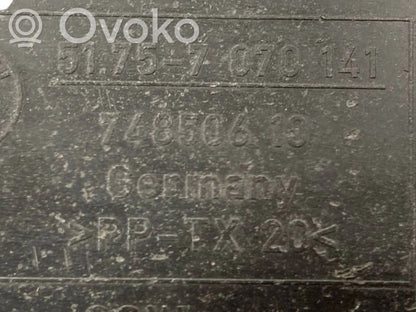 Ovoko
51.75-7 070 141
748506 13
Germany
>PP-TX 20<